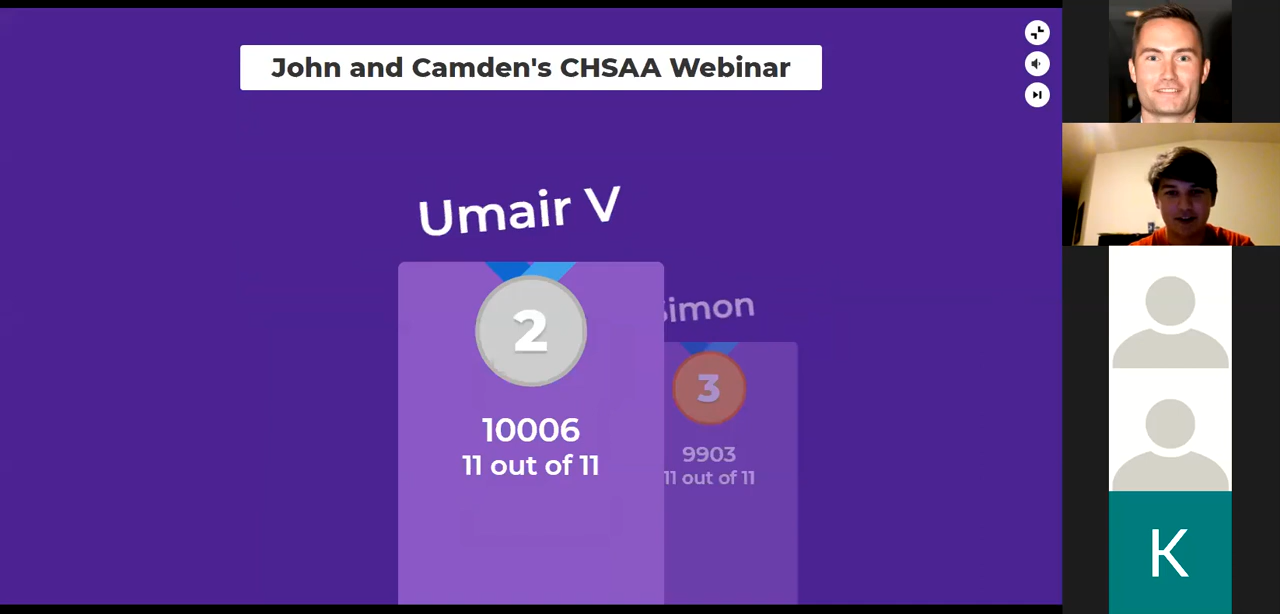 John and Camden's CHSAA Webinar
Umair V
2
10006
11 out of 11
Simon
3
9903
11 out of 11
K